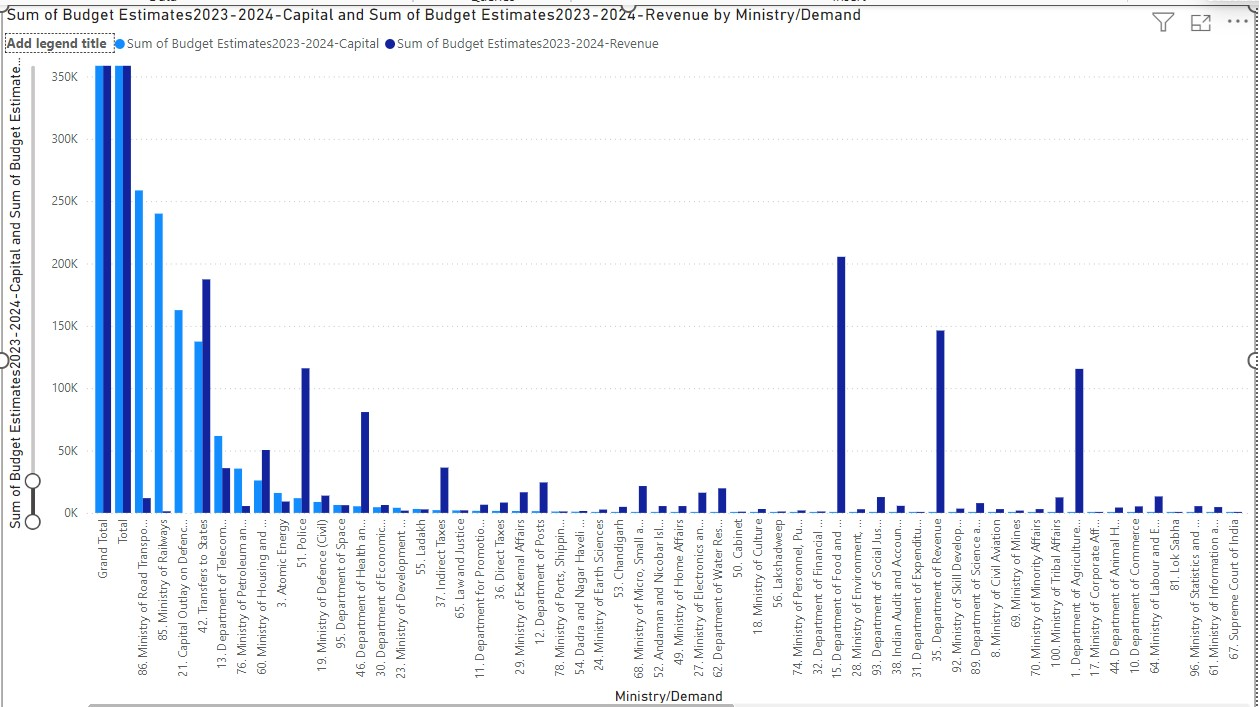 Sum of Budget Estimates2023-2024-Capital and Sum of Budget Estimates2023-2024-Revenue by Ministry/Demand
Add legend title
Sum of Budget Estimates2023-2024-Capital
Sum of Budget Estimates2023-2024-Revenue
Sum of Budget Estimates2023-2024-Capital and Sum of Budget Estimate...
350K
300K
250K
200K
150K
100K
50K
0K
Grand Total
Total
86. Ministry of Road Transpo...
85. Ministry of Railways
21. Capital Outlay on Defenc...
42. Transfers to States
13. Department of Telecom...
76. Ministry of Petroleum an...
60. Ministry of Housing and ...
3. Atomic Energy
51. Police
19. Ministry of Defence (Civil)
95. Department of Space
46. Department of Health an...
30. Department of Economic...
23. Ministry of Development ...
55. Ladakh
37. Indirect Taxes
65. Law and Justice
11. Department for Promotio...
36. Direct Taxes
29. Ministry of External Affairs
12. Department of Posts
78. Ministry of Ports, Shippin...
54. Dadra and Nagar Haveli ...
24. Ministry of Earth Sciences
53. Chandigarh
68. Ministry of Micro, Small a...
52. Andaman and Nicobar Isl...
49. Ministry of Home Affairs
27. Ministry of Electronics an...
62. Department of Water Res...
50. Cabinet
18. Ministry of Culture
56. Lakshadweep
74. Ministry of Personnel, Pu...
32. Department of Financial ...
15. Department of Food and ...
28. Ministry of Environment, ...
93. Department of Social Jus...
38. Indian Audit and Accoun...
31. Department of Expenditu...
35. Department of Revenue
92. Ministry of Skill Develop...
89. Department of Science a...
8. Ministry of Civil Aviation
69. Ministry of Mines
70. Ministry of Minority Affairs
100. Ministry of Tribal Affairs
1. Department of Agriculture...
17. Ministry of Corporate Aff...
44. Department of Animal H...
10. Department of Commerce
64. Ministry of Labour and E...
81. Lok Sabha
96. Ministry of Statistics and ...
61. Ministry of Information a...
67. Supreme Court of India
Ministry/Demand